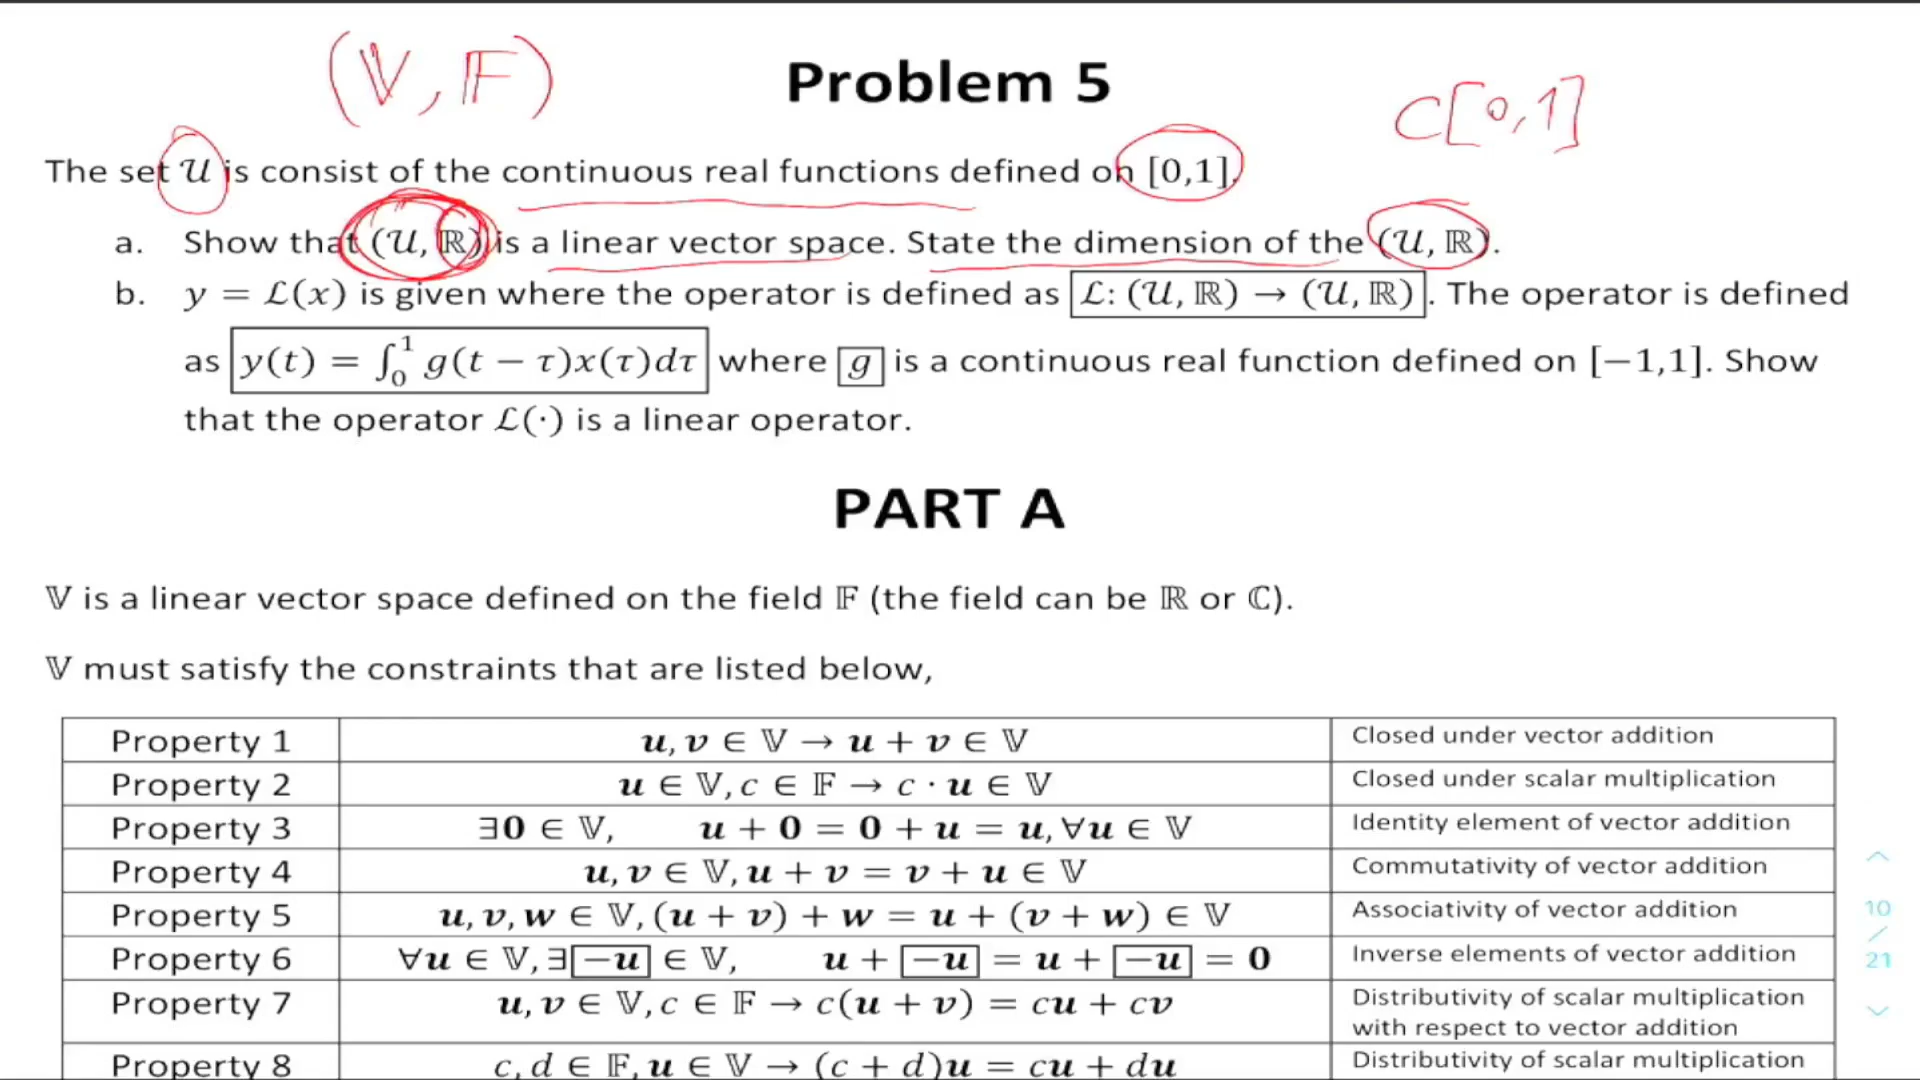 (𝕍, 𝔽)
Problem 5
C[0,1]
The set 𝒰 is consist of the continuous real functions defined on [0,1].
a. Show that (𝒰, ℝ) is a linear vector space. State the dimension of the (𝒰, ℝ).
b. y = ℒ(x) is given where the operator is defined as ℒ: (𝒰, ℝ) → (𝒰, ℝ). The operator is defined
as y(t) = ∫₀¹ g(t − τ)x(τ)dτ where g is a continuous real function defined on [−1,1]. Show
that the operator ℒ(·) is a linear operator.
PART A
𝕍 is a linear vector space defined on the field 𝔽 (the field can be ℝ or ℂ).
𝕍 must satisfy the constraints that are listed below,
Property 1 u, v ∈ 𝕍 → u + v ∈ 𝕍 Closed under vector addition
Property 2 u ∈ 𝕍, c ∈ 𝔽 → c · u ∈ 𝕍 Closed under scalar multiplication
Property 3 ∃0 ∈ 𝕍, u + 0 = 0 + u = u, ∀u ∈ 𝕍 Identity element of vector addition
Property 4 u, v ∈ 𝕍, u + v = v + u ∈ 𝕍 Commutativity of vector addition
Property 5 u, v, w ∈ 𝕍, (u + v) + w = u + (v + w) ∈ 𝕍 Associativity of vector addition
Property 6 ∀u ∈ 𝕍, ∃ −u ∈ 𝕍, u + −u = u + −u = 0 Inverse elements of vector addition
Property 7 u, v ∈ 𝕍, c ∈ 𝔽 → c(u + v) = cu + cv Distributivity of scalar multiplication
with respect to vector addition
Property 8 c, d ∈ 𝔽, u ∈ 𝕍 → (c + d)u = cu + du Distributivity of scalar multiplication
10
/
21